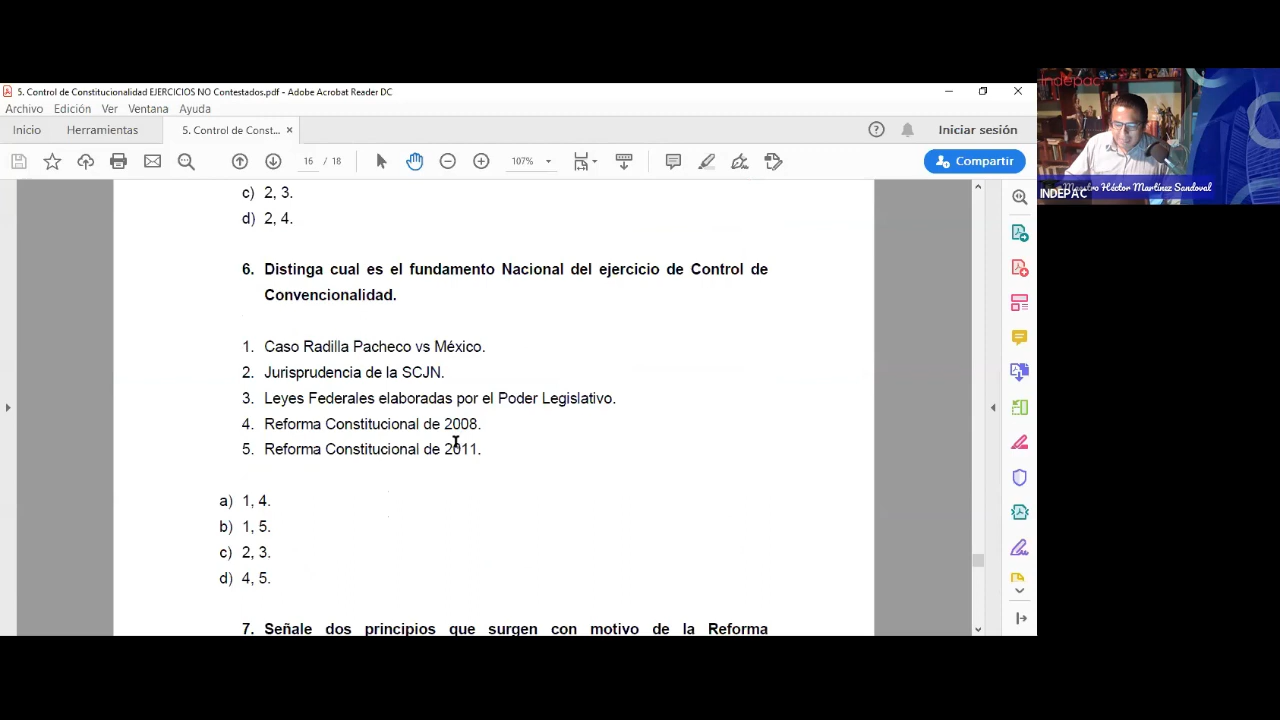 5. Control de Constitucionalidad EJERCICIOS NO Contestados.pdf - Adobe Acrobat Reader DC
Archivo Edición Ver Ventana Ayuda
Inicio Herramientas 5. Control de Const... × Iniciar sesión
16 / 18 107% Compartir
c) 2, 3.
d) 2, 4.
6. Distinga cual es el fundamento Nacional del ejercicio de Control de
Convencionalidad.
1. Caso Radilla Pacheco vs México.
2. Jurisprudencia de la SCJN.
3. Leyes Federales elaboradas por el Poder Legislativo.
4. Reforma Constitucional de 2008.
5. Reforma Constitucional de 2011.
a) 1, 4.
b) 1, 5.
c) 2, 3.
d) 4, 5.
7. Señale dos principios que surgen con motivo de la Reforma
indepac
Maestro Héctor Martínez Sandoval
INDEPAC